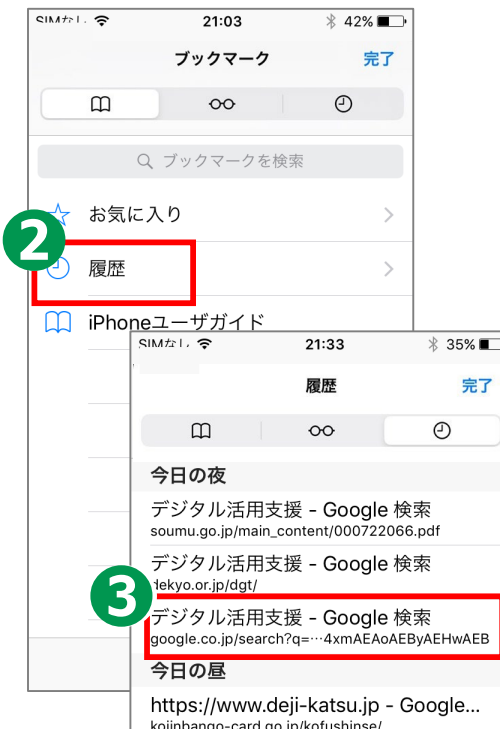 SIMなし 21:03 42%
ブックマーク 完了
ブックマークを検索
お気に入り
2
履歴
iPhoneユーザガイド
SIMなし 21:33 35%
履歴 完了
今日の夜
デジタル活用支援 - Google 検索
soumu.go.jp/main_content/000722066.pdf
デジタル活用支援 - Google 検索
dekyo.or.jp/dgt/
3
デジタル活用支援 - Google 検索
google.co.jp/search?q=…4xmAEAoAEByAEHwAEB
今日の昼
https://www.deji-katsu.jp - Google...
kojinbango-card.go.jp/kofushinse/